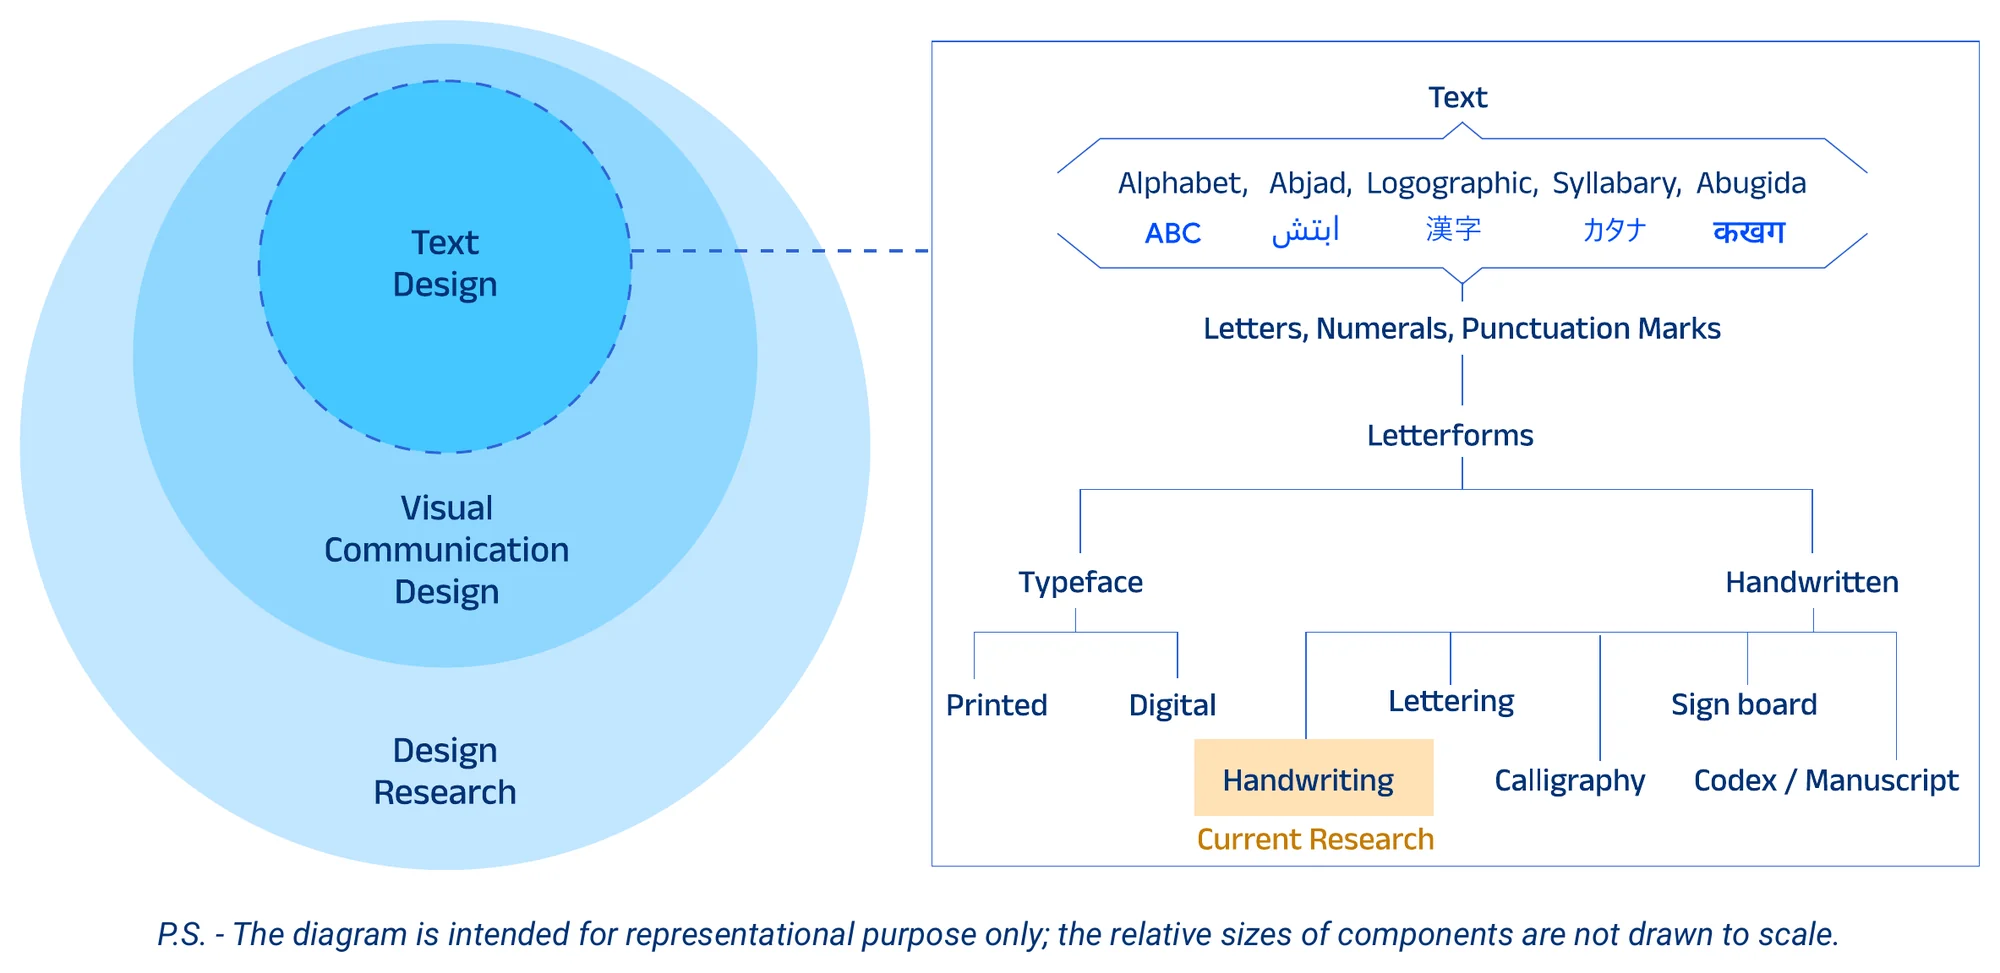 Text
Design
Visual
Communication
Design
Design
Research
Text
Alphabet, Abjad, Logographic, Syllabary, Abugida
ABC ابتش 漢字 カタナ कखग
Letters, Numerals, Punctuation Marks
Letterforms
Typeface Handwritten
Printed Digital Lettering Sign board
Handwriting Calligraphy Codex / Manuscript
Current Research
P.S. - The diagram is intended for representational purpose only; the relative sizes of components are not drawn to scale.